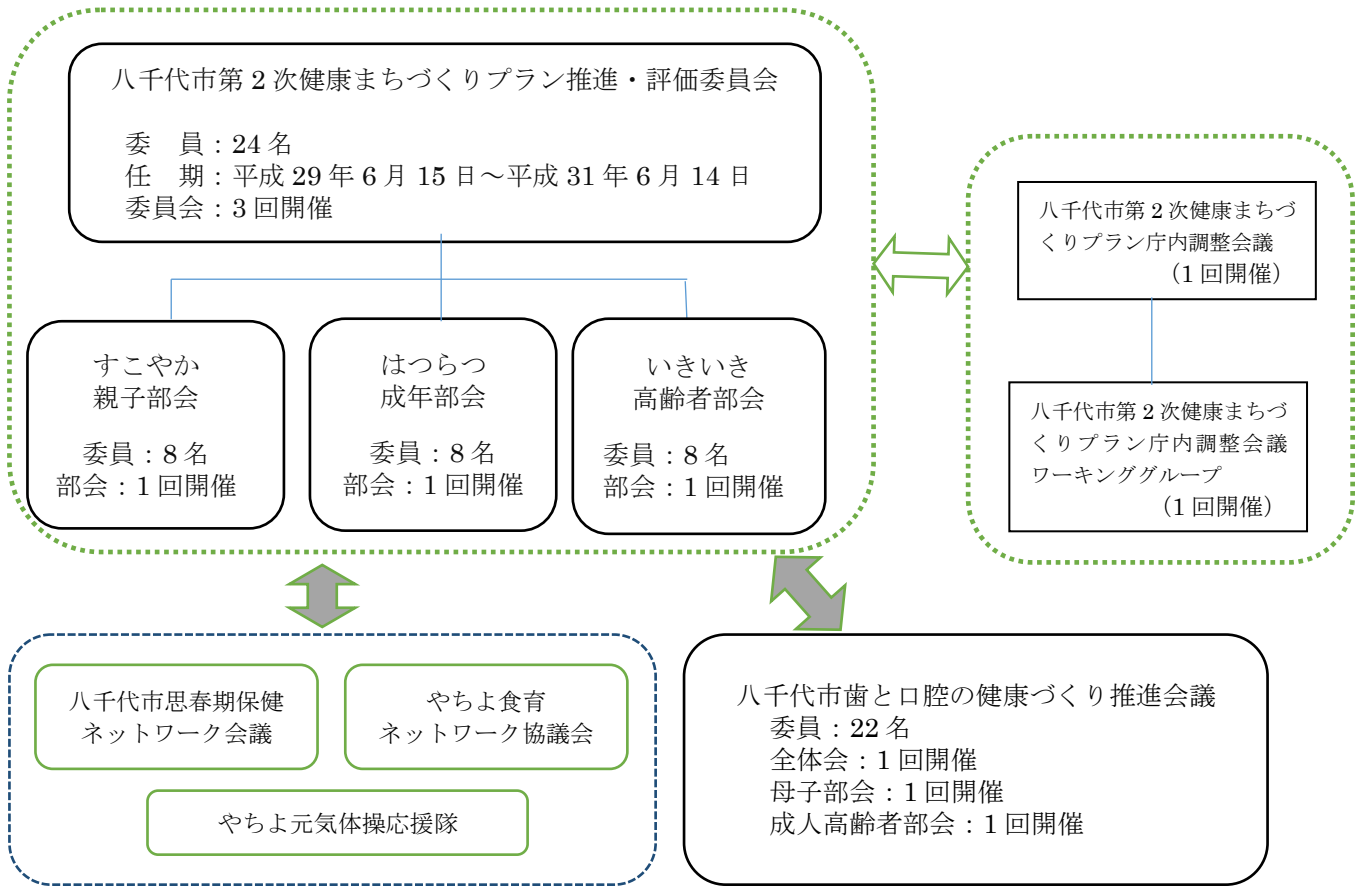 八千代市第 2 次健康まちづくりプラン推進・評価委員会
委　員：24 名
任　期：平成 29 年 6 月 15 日～平成 31 年 6 月 14 日
委員会：3 回開催
すこやか
親子部会
委員：8 名
部会：1 回開催
はつらつ
成年部会
委員：8 名
部会：1 回開催
いきいき
高齢者部会
委員：8 名
部会：1 回開催
八千代市第 2 次健康まちづ
くりプラン庁内調整会議
（1 回開催）
八千代市第 2 次健康まちづ
くりプラン庁内調整会議
ワーキンググループ
（1 回開催）
八千代市思春期保健
ネットワーク会議
やちよ食育
ネットワーク協議会
やちよ元気体操応援隊
八千代市歯と口腔の健康づくり推進会議
委員：22 名
全体会：1 回開催
母子部会：1 回開催
成人高齢者部会：1 回開催